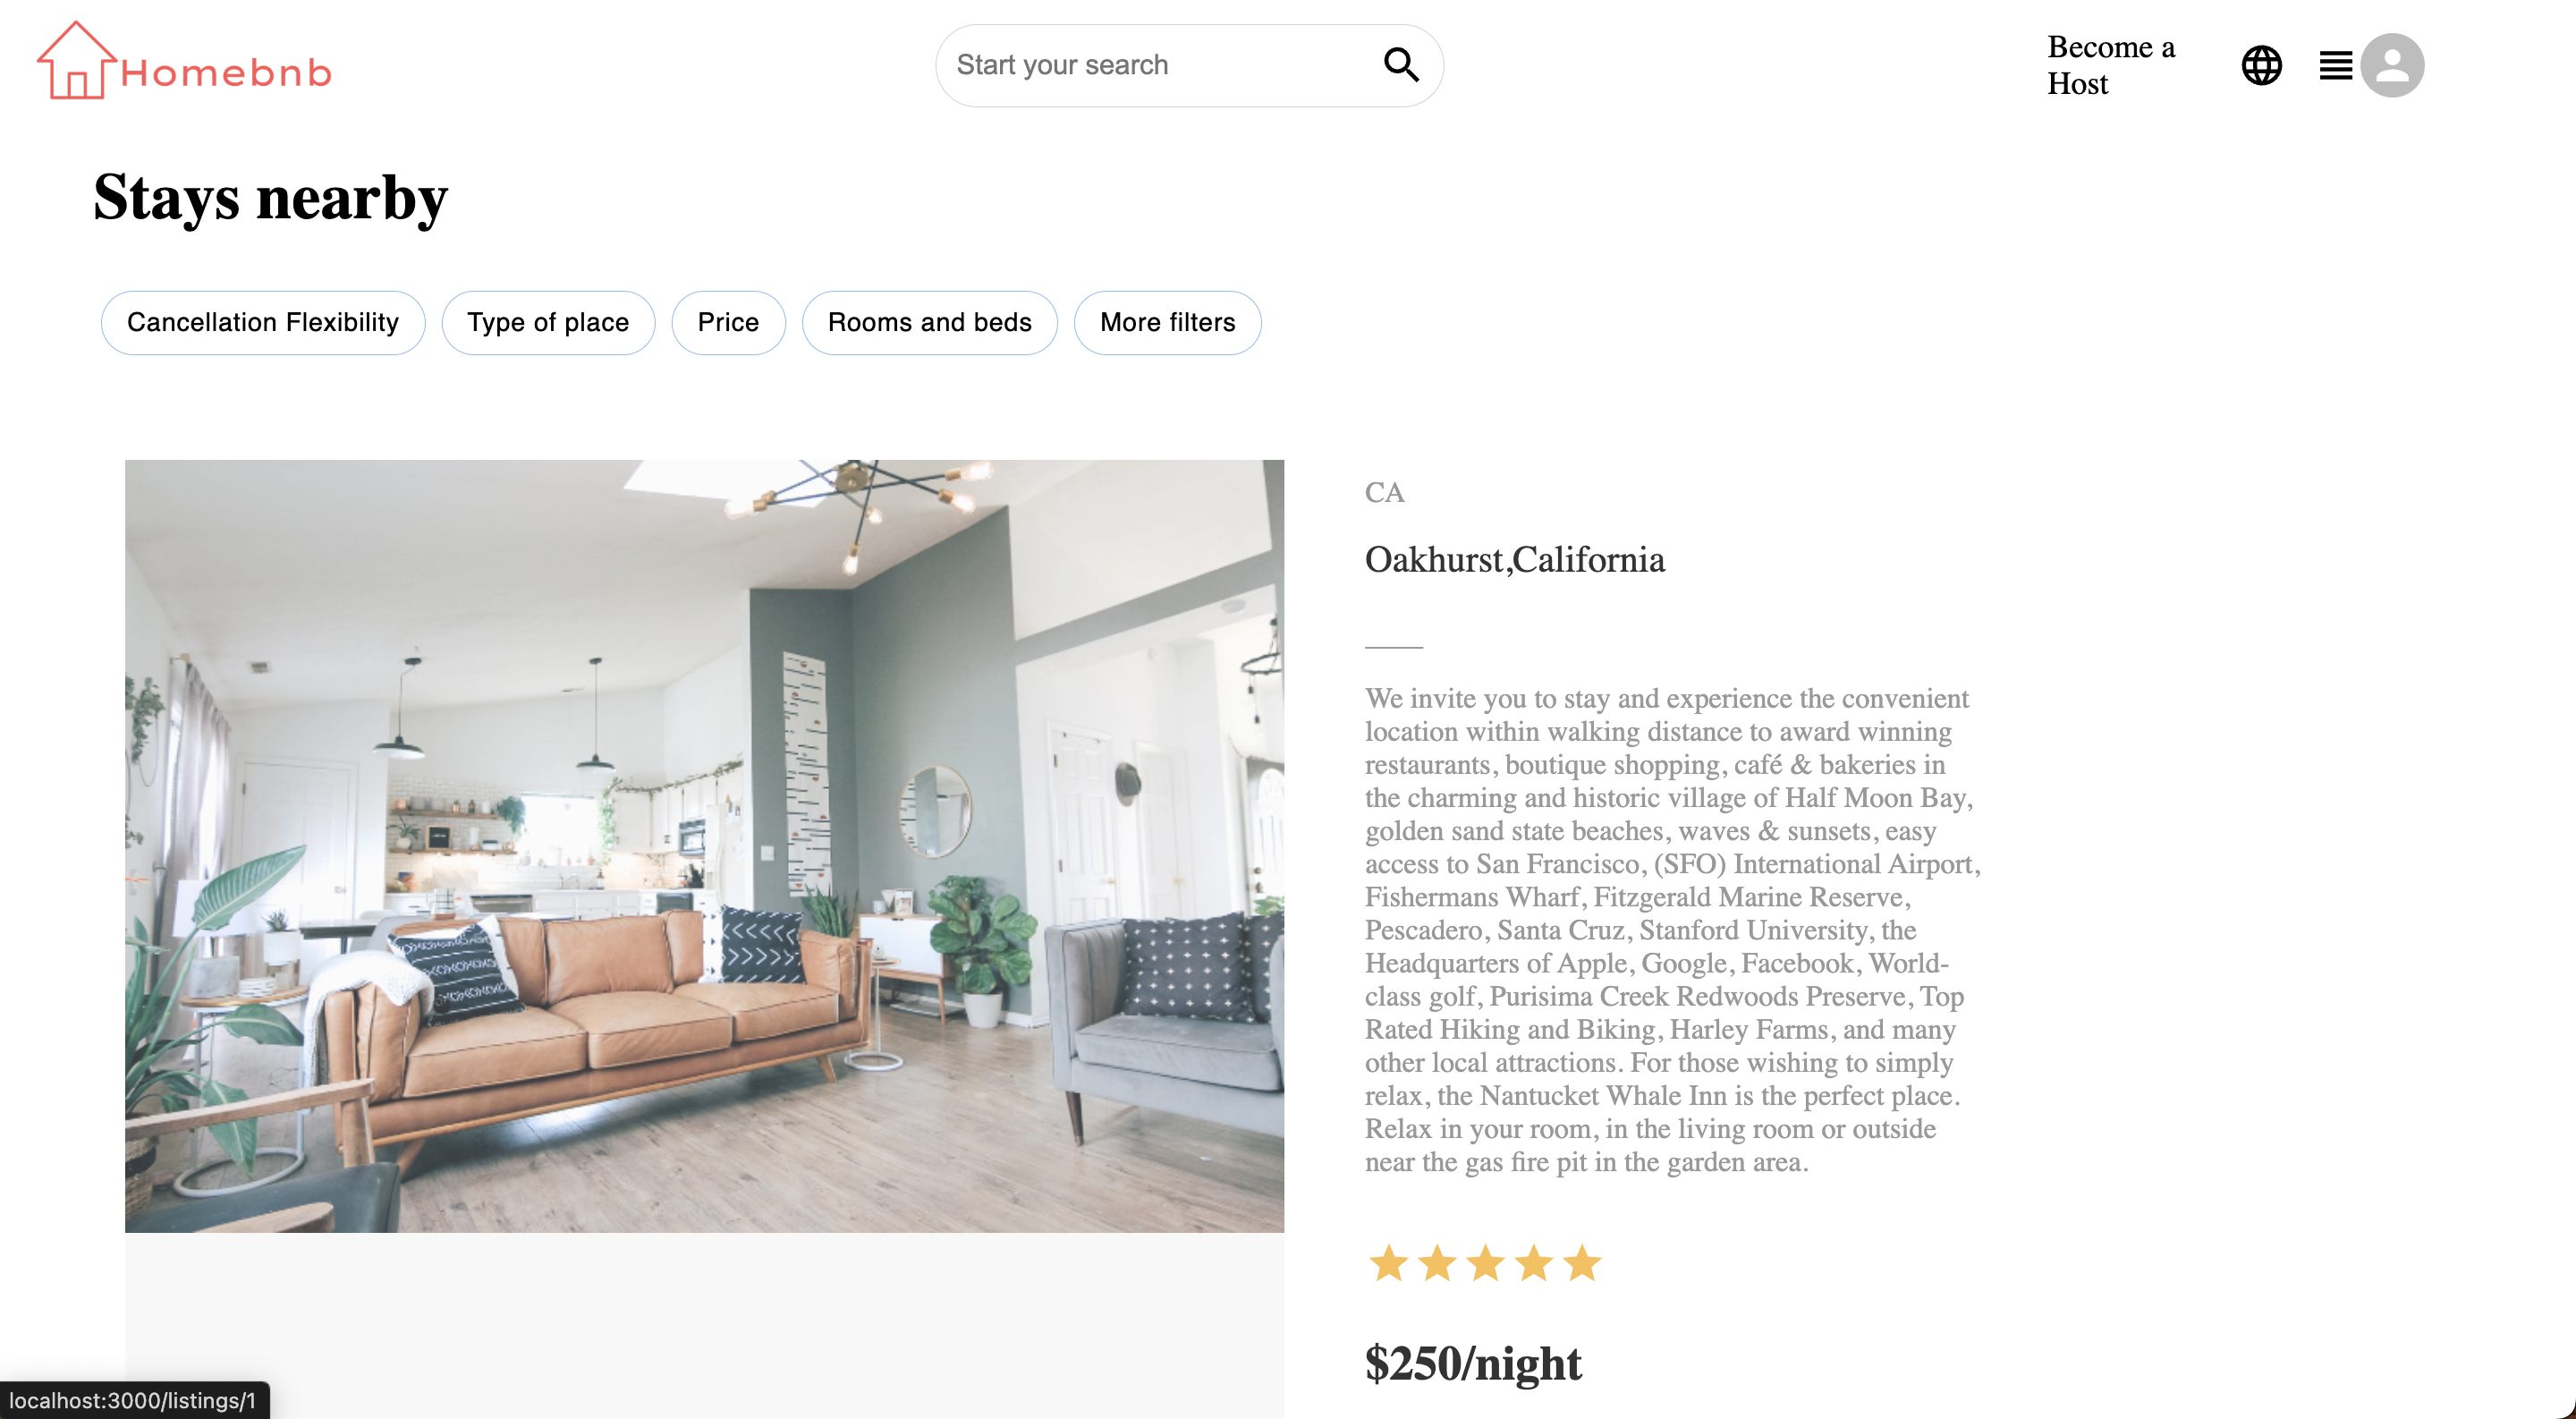 Homebnb
Start your search
Become a
Host
Stays nearby
Cancellation Flexibility
Type of place
Price
Rooms and beds
More filters
CA
Oakhurst,California
We invite you to stay and experience the convenient
location within walking distance to award winning
restaurants, boutique shopping, café & bakeries in
the charming and historic village of Half Moon Bay,
golden sand state beaches, waves & sunsets, easy
access to San Francisco, (SFO) International Airport,
Fishermans Wharf, Fitzgerald Marine Reserve,
Pescadero, Santa Cruz, Stanford University, the
Headquarters of Apple, Google, Facebook, World-
class golf, Purisima Creek Redwoods Preserve, Top
Rated Hiking and Biking, Harley Farms, and many
other local attractions. For those wishing to simply
relax, the Nantucket Whale Inn is the perfect place.
Relax in your room, in the living room or outside
near the gas fire pit in the garden area.
$250/night
localhost:3000/listings/1